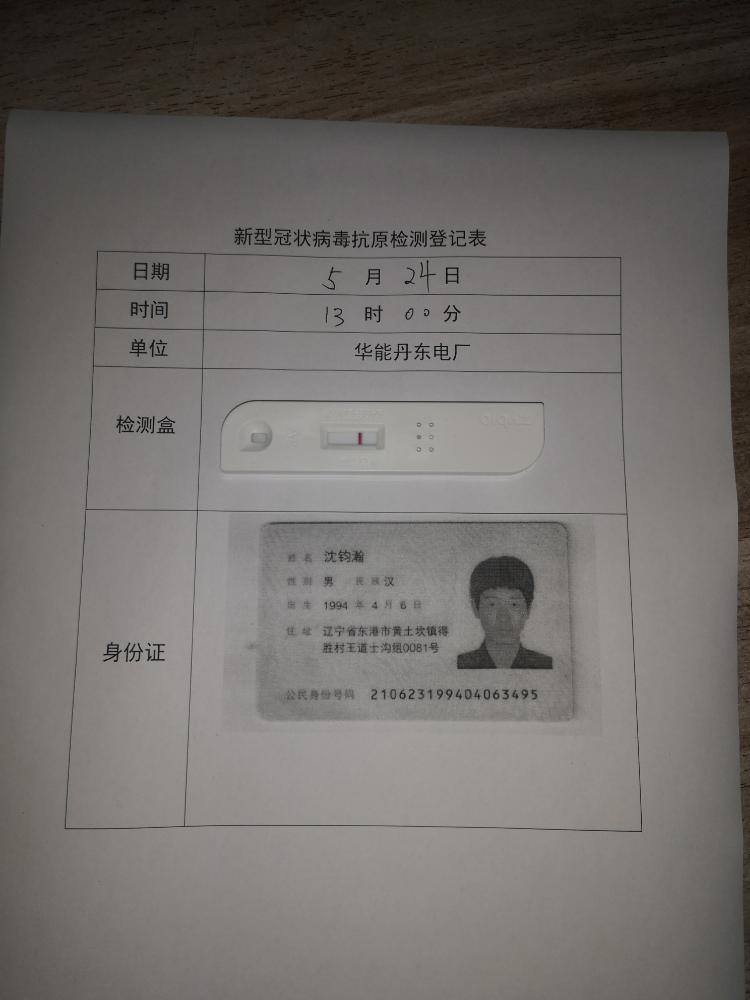 新型冠状病毒抗原检测登记表
日期 5 月 24 日
时间 13 时 00 分
单位 华能丹东电厂
检测盒
身份证
姓名 沈钧瀚
性别 男 民族 汉
出生 1994 年 4 月 6 日
住址 辽宁省东港市黄土坎镇得
胜村王道士沟组0081号
公民身份号码 210623199404063495